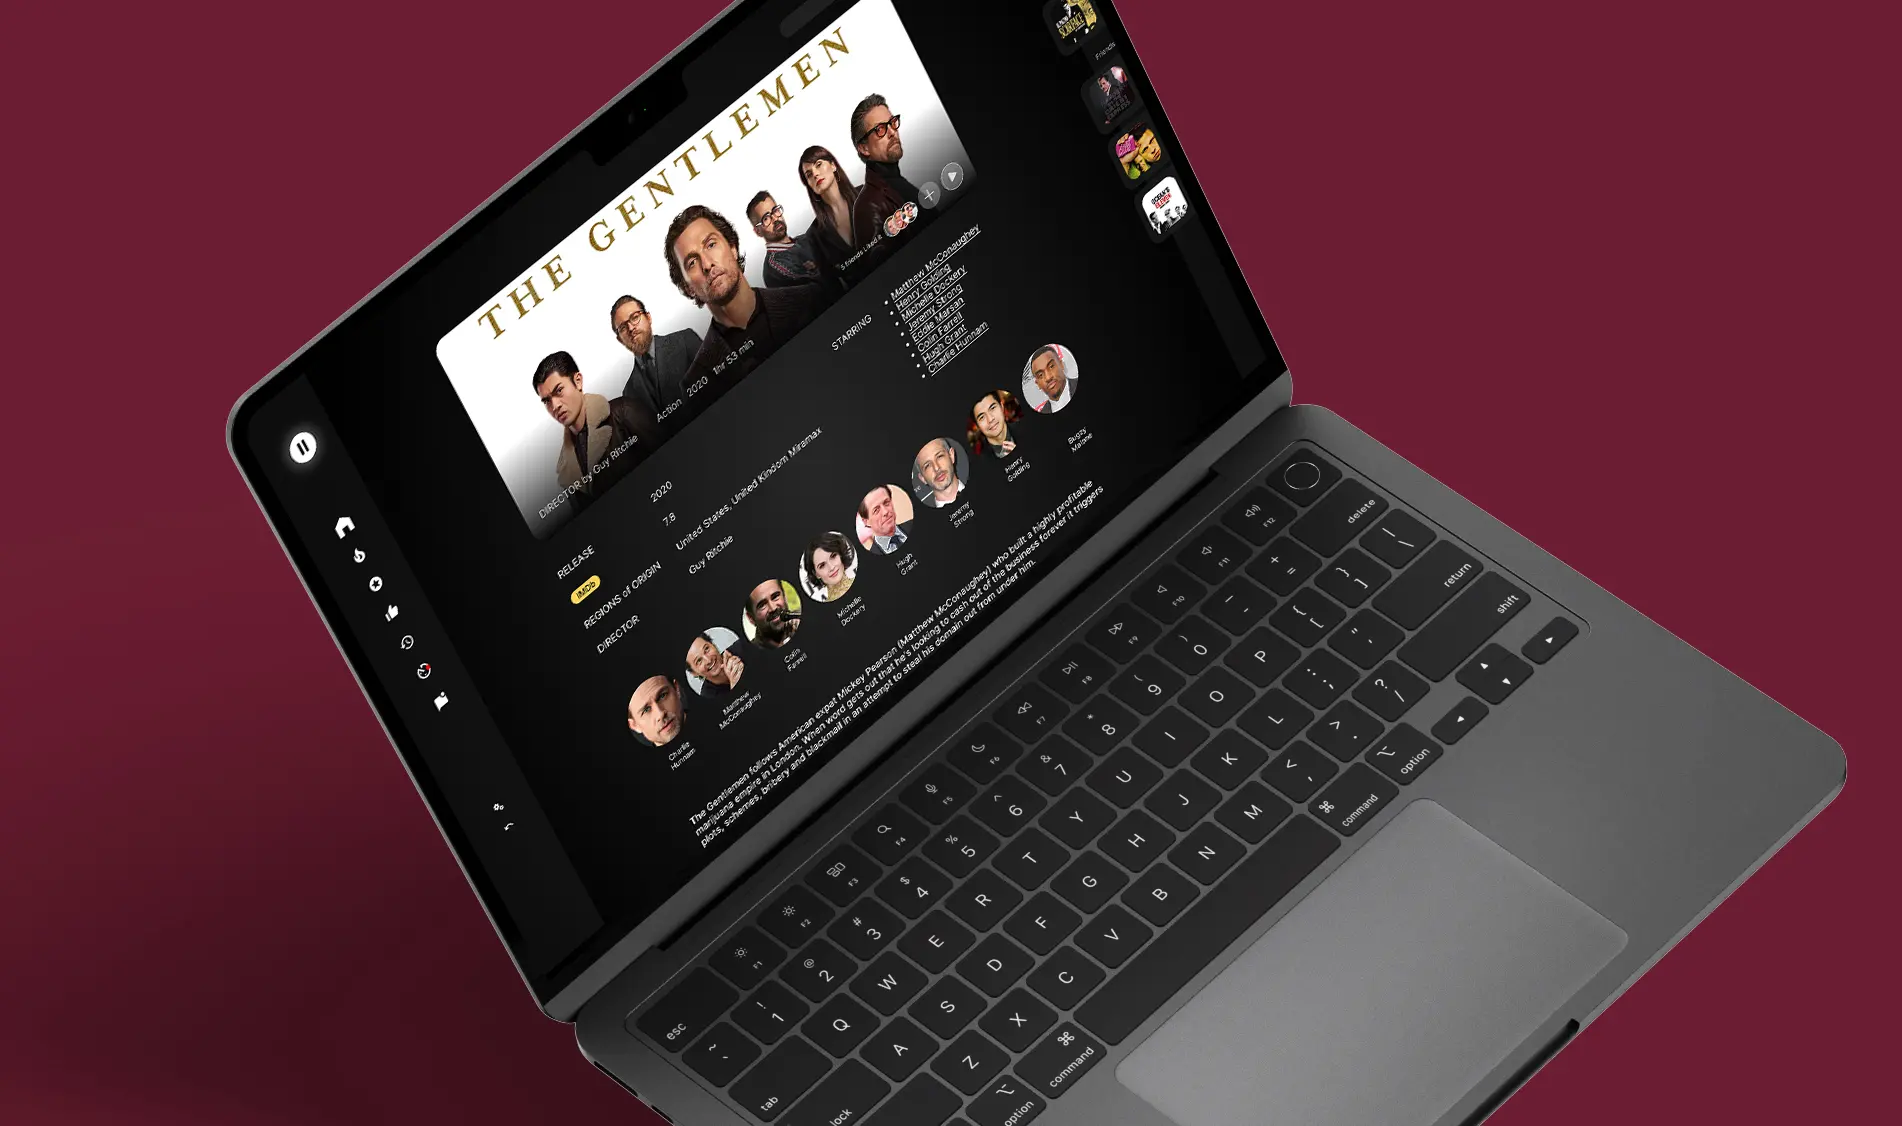 THE GENTLEMEN
5 friends Liked it
DIRECTOR by Guy Ritchie
Action 2020 1hr 53 min
RELEASE 2020
IMDb 7.8
REGIONS of ORIGIN United States, United Kindom Miramax
DIRECTOR Guy Ritchie
STARRING
Matthew McConaughey
Henry Golding
Michelle Dockery
Jeremy Strong
Eddie Marsan
Colin Farrell
Hugh Grant
Charlie Hunnam
Charlie
Hunnam
Matthew
McConaughey
Colin
Farrell
Michelle
Dockery
Hugh
Grant
Jeremy
Strong
Henry
Golding
Bugzy
Malone
The Gentlemen follows American expat Mickey Pearson (Matthew McConaughey) who built a highly profitable
marijuana empire in London. When word gets out that he's looking to cash out of the business forever it triggers
plots, schemes, bribery and blackmail in an attempt to steal his domain out from under him.
SCARFACE
Friends
OCEAN'S
ELEVEN
esc F1 F2 F3 F4 F5 F6 F7 F8 F9 F10 F11 F12
~ ` ! 1 @ 2 # 3 $ 4 % 5 ^ 6 & 7 * 8 ( 9 ) 0 _ - + = delete
tab Q W E R T Y U I O P { [ } ] | \
lock A S D F G H J K L : ; " ' return
Z X C V B N M < , > . ? / shift
option command command option